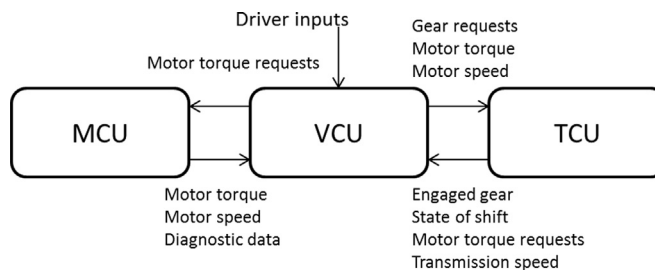 Driver inputs
Gear requests
Motor torque
Motor speed
Motor torque requests
MCU
VCU
TCU
Motor torque
Motor speed
Diagnostic data
Engaged gear
State of shift
Motor torque requests
Transmission speed